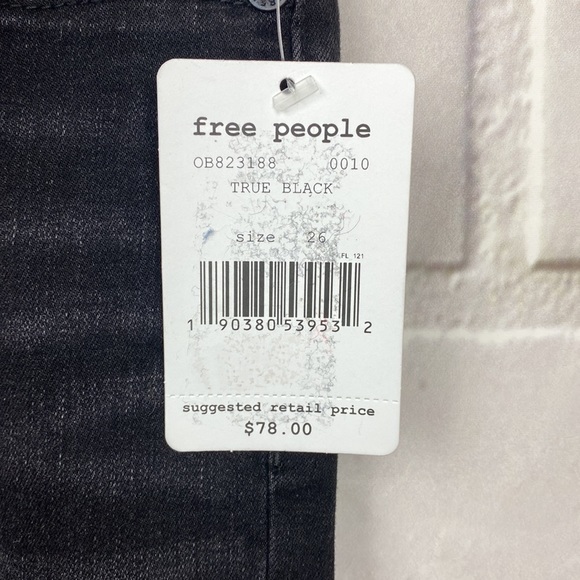 free people
OB823188 0010
TRUE BLACK
size 26
FL 121
1 90380 53953 2
suggested retail price
$78.00